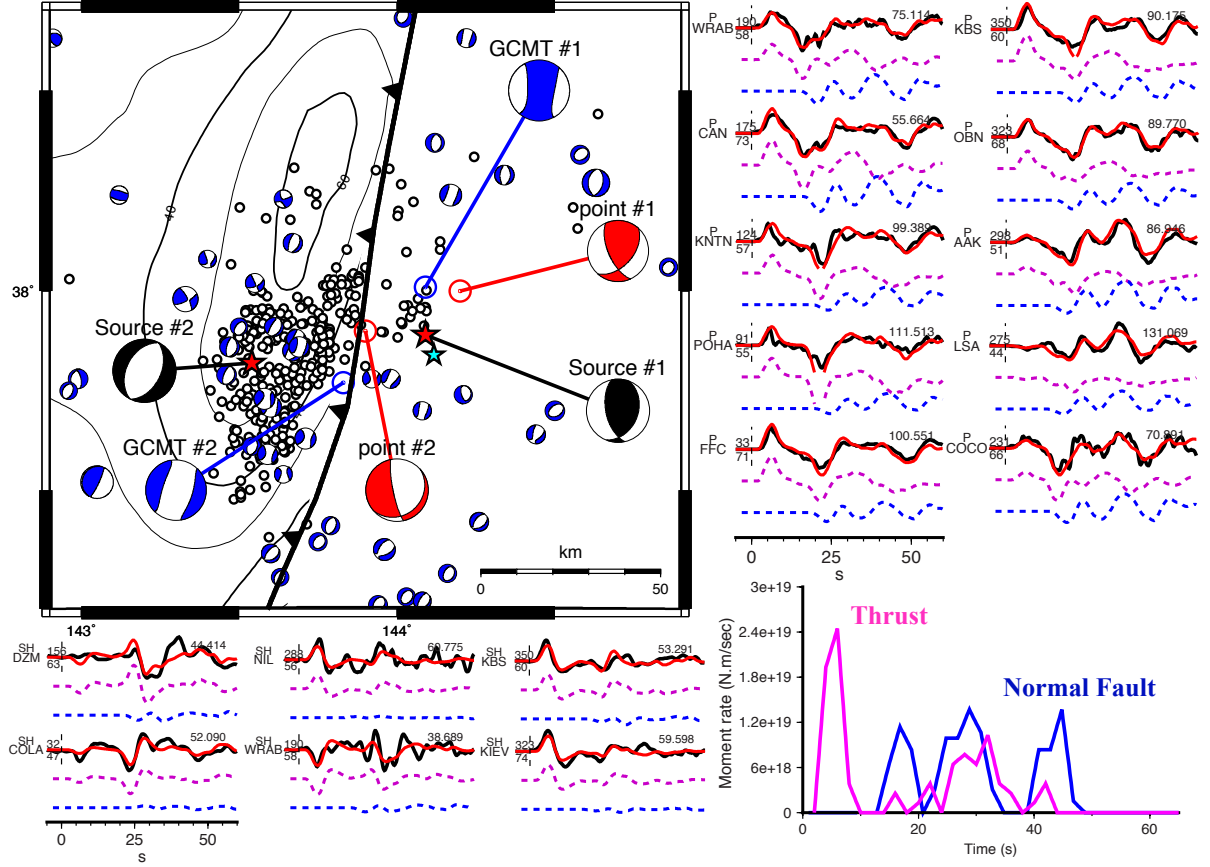 GCMT #1
point #1
60
40
38°
Source #2
Source #1
GCMT #2
point #2
km
0
50
143°
144°
P
WRAB
190
58
75.114
P
KBS
350
60
90.175
P
CAN
175
73
55.664
P
OBN
323
68
89.770
P
KNTN
124
57
99.389
P
AAK
298
51
86.946
P
POHA
91
55
111.513
P
LSA
275
44
131.069
P
FFC
33
71
100.551
P
COCO
231
66
70.891
0
25
50
s
SH
DZM
156
63
44.414
SH
NIL
288
56
69.775
SH
KBS
350
60
53.291
SH
COLA
32
47
52.090
SH
WRAB
190
58
38.689
SH
KIEV
323
74
59.598
0
25
50
s
3e+19
2.4e+19
1.8e+19
1.2e+19
6e+18
0
Moment rate (N.m/sec)
Thrust
Normal Fault
0
20
40
60
Time (s)